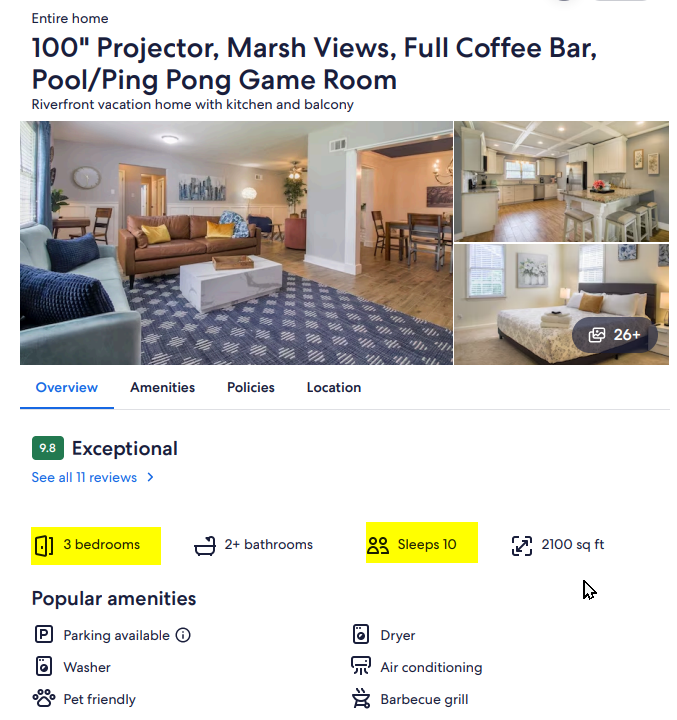 Entire home
100" Projector, Marsh Views, Full Coffee Bar,
Pool/Ping Pong Game Room
Riverfront vacation home with kitchen and balcony
26+
Overview Amenities Policies Location
9.8 Exceptional
See all 11 reviews
3 bedrooms 2+ bathrooms Sleeps 10 2100 sq ft
Popular amenities
Parking available Dryer
Washer Air conditioning
Pet friendly Barbecue grill